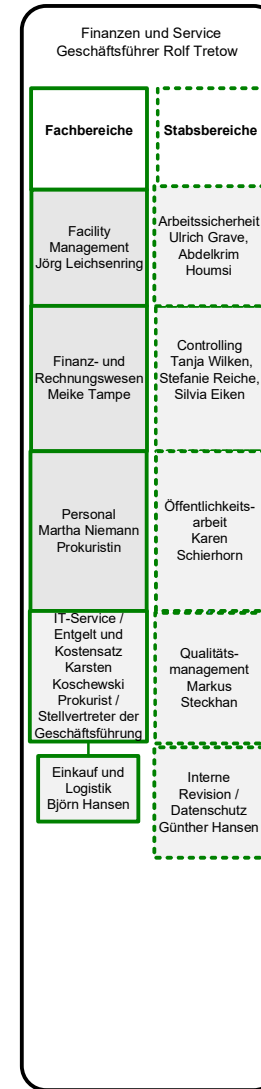 Finanzen und Service
Geschäftsführer Rolf Tretow
Fachbereiche
Stabsbereiche
Facility
Management
Jörg Leichsenring
Arbeitssicherheit
Ulrich Grave,
Abdelkrim
Houmsi
Finanz- und
Rechnungswesen
Meike Tampe
Controlling
Tanja Wilken,
Stefanie Reiche,
Silvia Eiken
Personal
Martha Niemann
Prokuristin
Öffentlichkeits-
arbeit
Karen
Schierhorn
IT-Service /
Entgelt und
Kostensatz
Karsten
Koschewski
Prokurist /
Stellvertreter der
Geschäftsführung
Qualitäts-
management
Markus
Steckhan
Einkauf und
Logistik
Björn Hansen
Interne
Revision /
Datenschutz
Günther Hansen